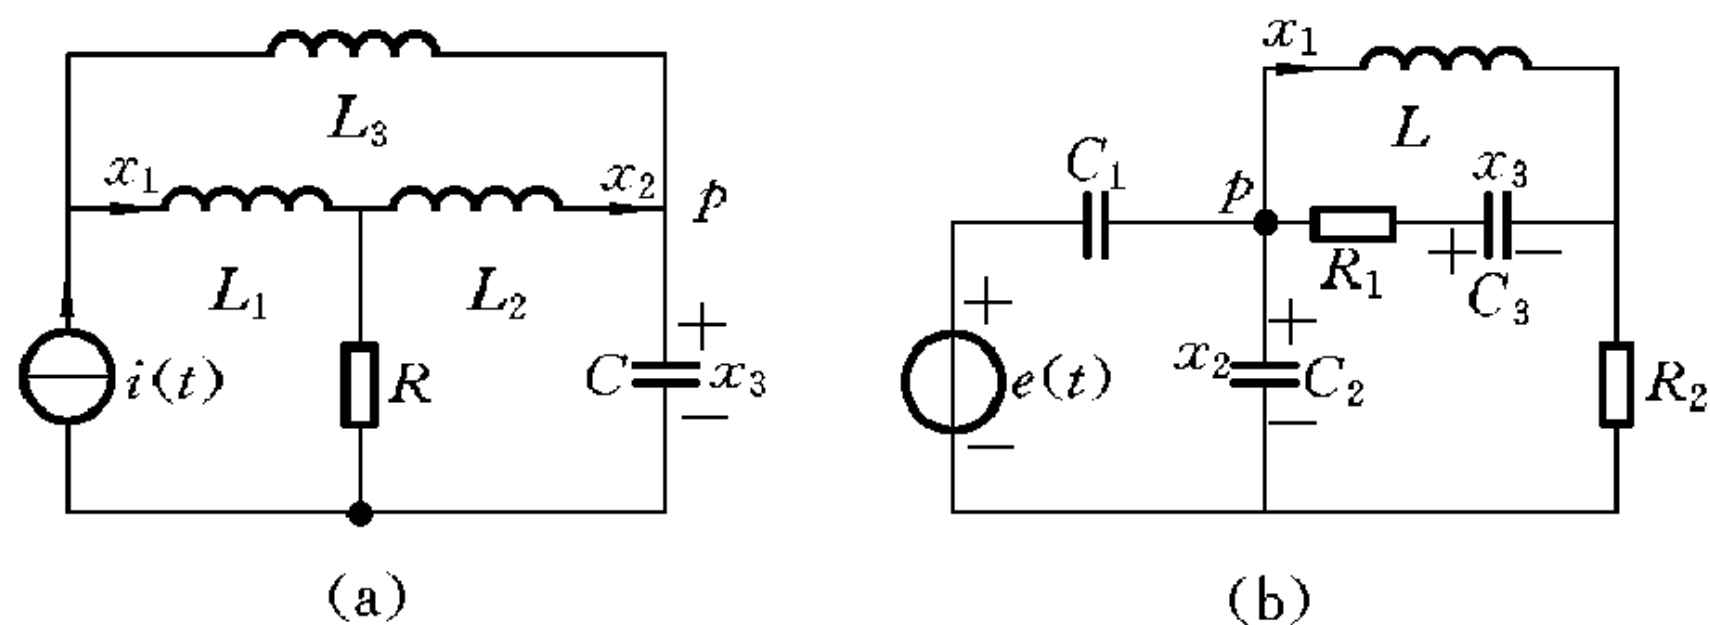 L₃
x₁ x₂ p
L₁ L₂
i(t) R C + x₃ −
(a)
x₁
L
C₁ p x₃
R₁ + − C₃
+ e(t) − x₂ + C₂ − R₂
(b)